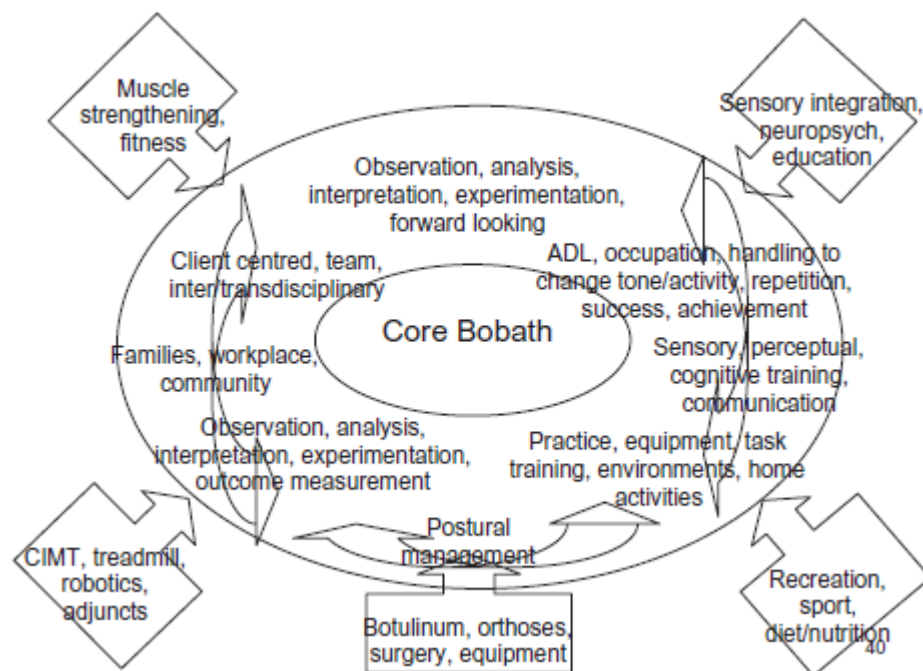 Muscle
strengthening,
fitness
Sensory integration,
neuropsych,
education
Observation, analysis,
interpretation, experimentation,
forward looking
Client centred, team,
inter/transdisciplinary
ADL, occupation, handling to
change tone/activity, repetition,
success, achievement
Core Bobath
Families, workplace,
community
Sensory, perceptual,
cognitive training,
communication
Observation, analysis,
interpretation, experimentation,
outcome measurement
Practice, equipment, task
training, environments, home
activities
Postural
management
CIMT, treadmill,
robotics,
adjuncts
Botulinum, orthoses,
surgery, equipment
Recreation,
sport,
diet/nutrition
40